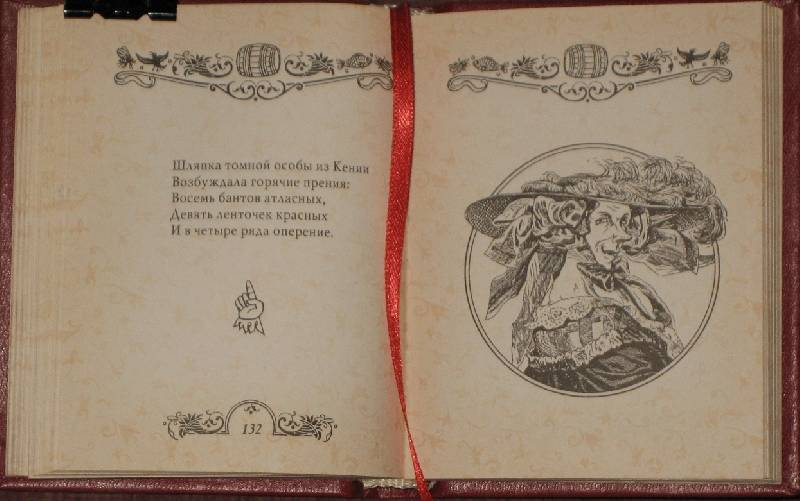 Шляпка томной особы из Кении
Возбуждала горячие прения:
Восемь бантов атласных,
Девять ленточек красных
И в четыре ряда оперение.
132